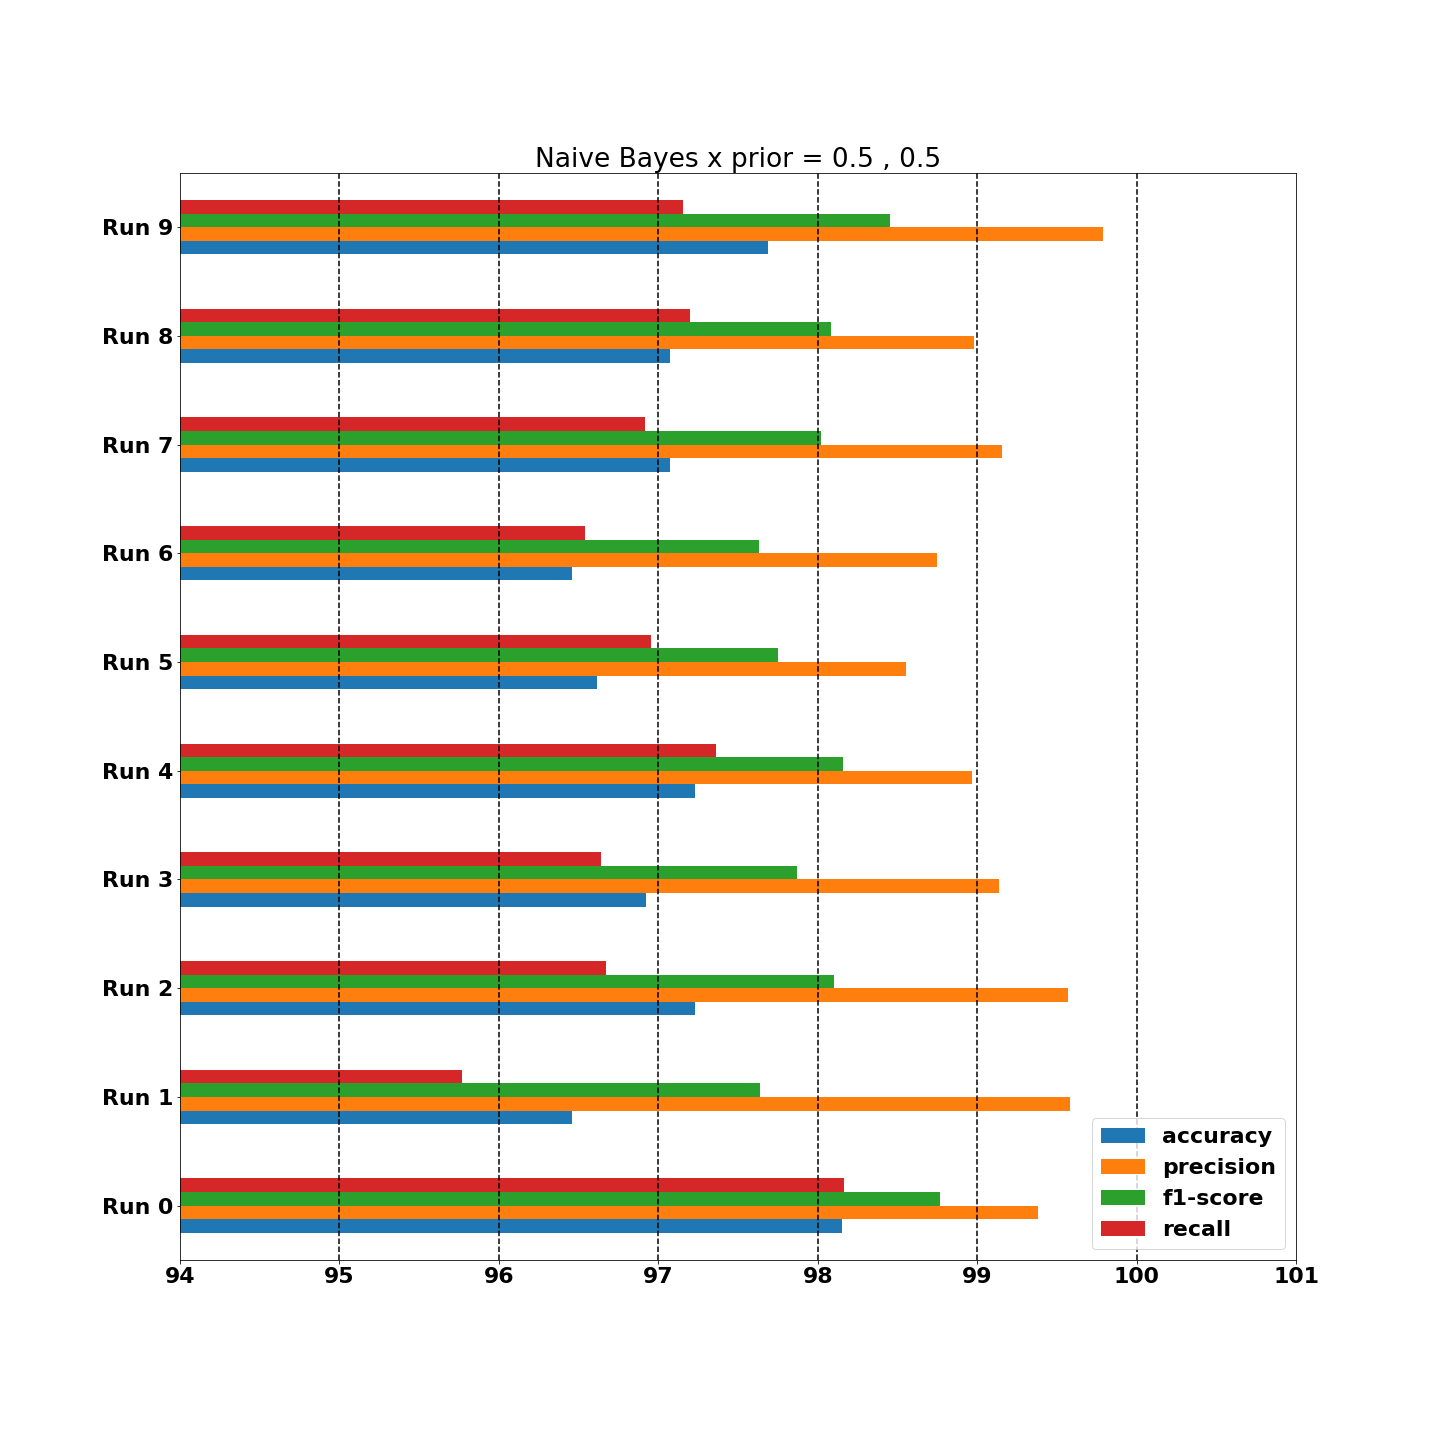 Naive Bayes x prior = 0.5 , 0.5
Run 9
Run 8
Run 7
Run 6
Run 5
Run 4
Run 3
Run 2
Run 1
Run 0
accuracy
precision
f1-score
recall
94 95 96 97 98 99 100 101